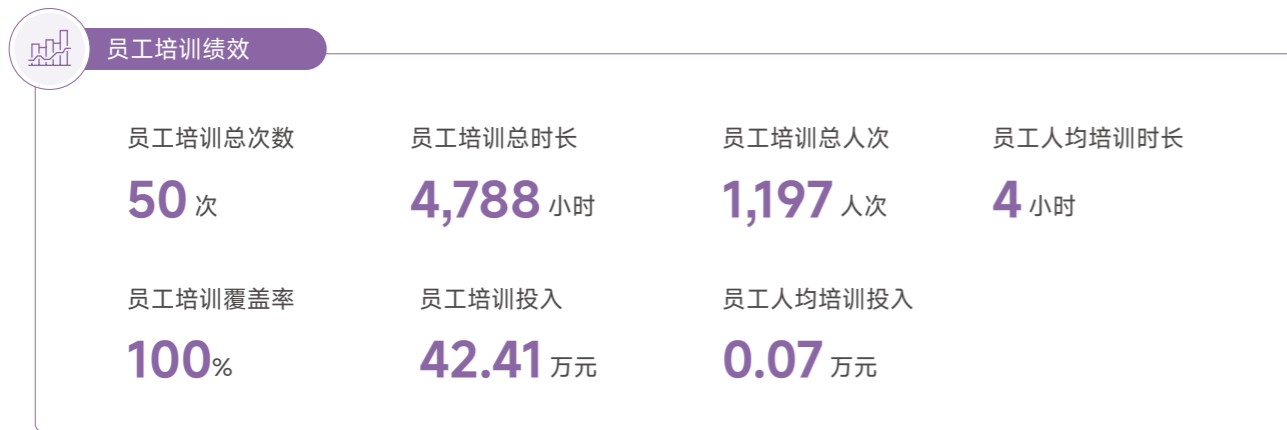 员工培训绩效
员工培训总次数 员工培训总时长 员工培训总人次 员工人均培训时长
50 次 4,788 小时 1,197 人次 4 小时
员工培训覆盖率 员工培训投入 员工人均培训投入
100% 42.41 万元 0.07 万元